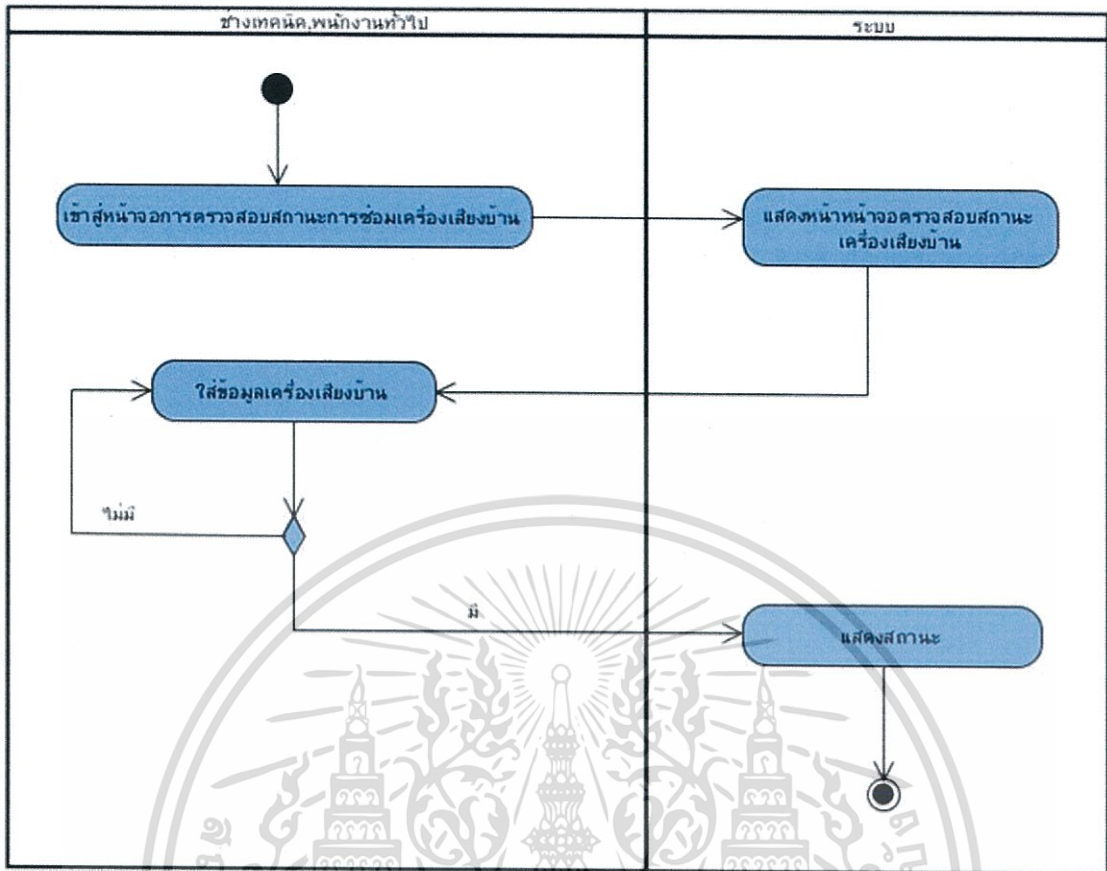 ช่างเทคนิค,พนักงานทั่วไป
ระบบ
เข้าสู่หน้าจอการตรวจสอบสถานะการซ่อมเครื่องเสียงบ้าน
แสดงหน้าหน้าจอตรวจสอบสถานะ
เครื่องเสียงบ้าน
ใส่ข้อมูลเครื่องเสียงบ้าน
ไม่มี
มี
แสดงสถานะ